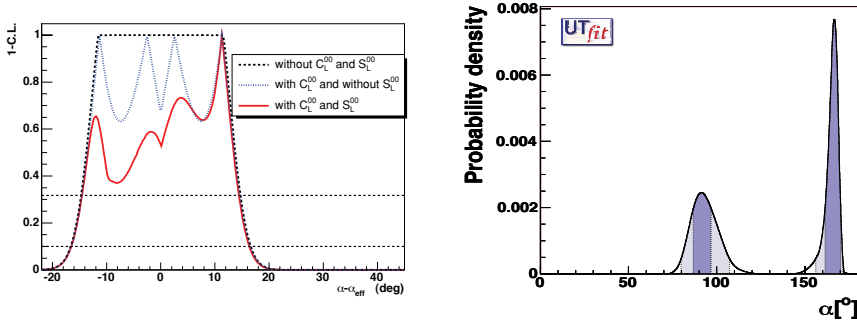 1-C.L.
1
0.8
0.6
0.4
0.2
0
-20
-10
0
10
20
30
40
α-α_eff (deg)
without C_L^00 and S_L^00
with C_L^00 and without S_L^00
with C_L^00 and S_L^00
Probability density
0.008
0.006
0.004
0.002
0
0
50
100
150
α[°]
UTfit